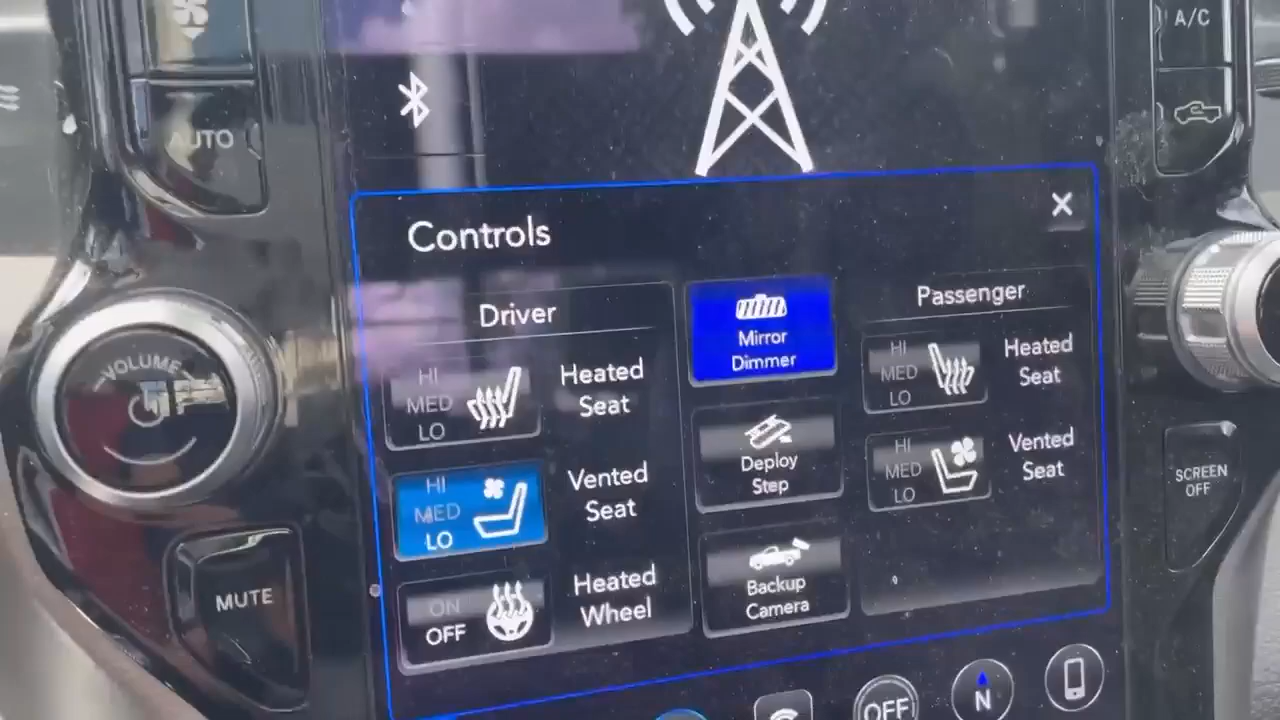 A/C
AUTO
Controls
X
Driver
Mirror
Dimmer
Passenger
HI
MED
LO
Heated
Seat
HI
MED
LO
Heated
Seat
VOLUME
Deploy
Step
HI
MED
LO
Vented
Seat
HI
MED
LO
Vented
Seat
SCREEN
OFF
MUTE
ON
OFF
Heated
Wheel
Backup
Camera
OFF
N